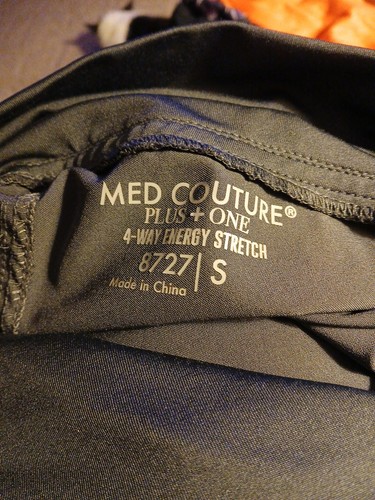 MED COUTURE®
PLUS+ONE
4-WAY ENERGY STRETCH
8727|S
Made in China